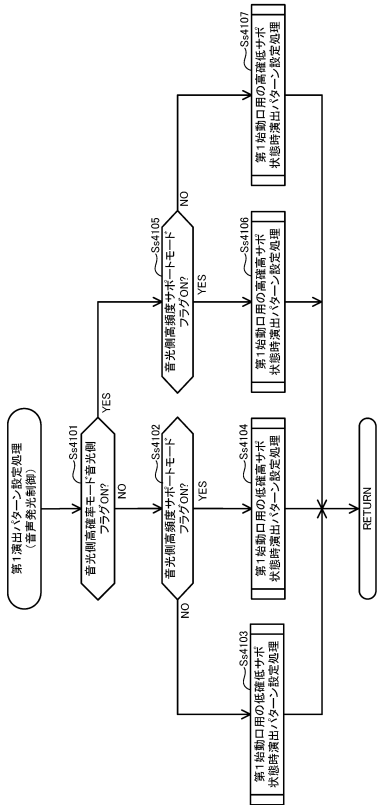 第1演出パターン設定処理
（音声発光制御）
Ss4101
音光側高確率モード音光側
フラグON?
YES
NO
Ss4102
音光側高頻度サポートモード
フラグON?
NO
YES
Ss4105
音光側高頻度サポートモード
フラグON?
NO
YES
Ss4103
第1始動口用の低確低サポ
状態時演出パターン設定処理
Ss4104
第1始動口用の低確高サポ
状態時演出パターン設定処理
Ss4106
第1始動口用の高確高サポ
状態時演出パターン設定処理
Ss4107
第1始動口用の高確低サポ
状態時演出パターン設定処理
RETURN